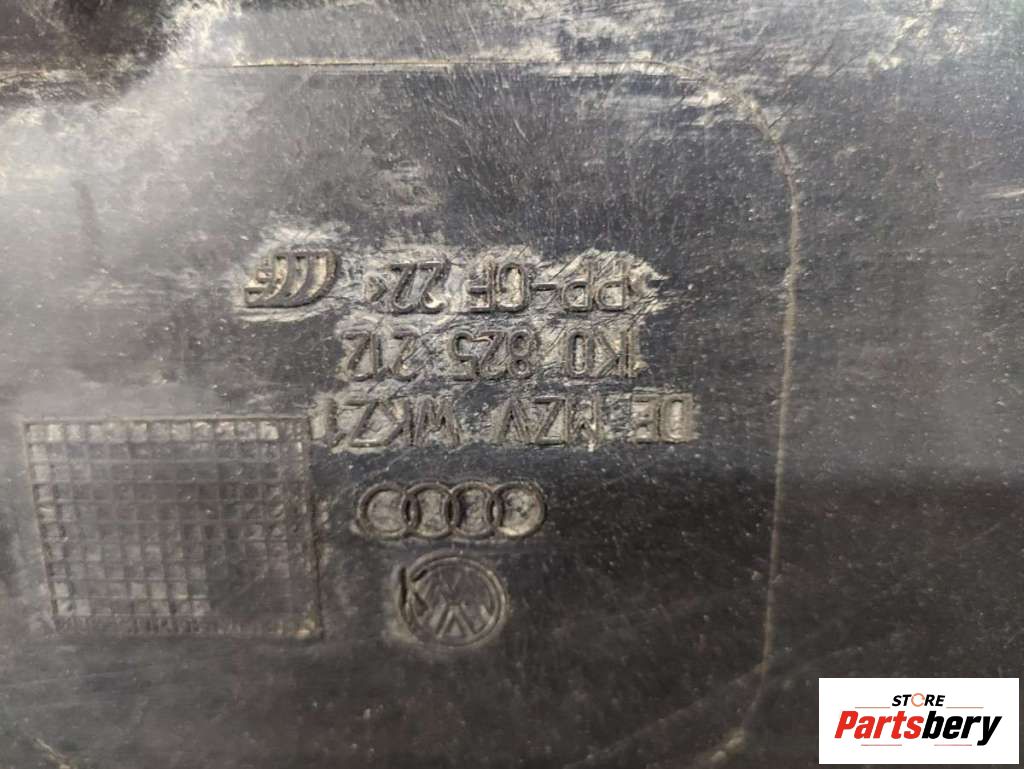 DE MZV WKZ1
1K0 825 212
>PP-GF 22<
STORE
Partsbery